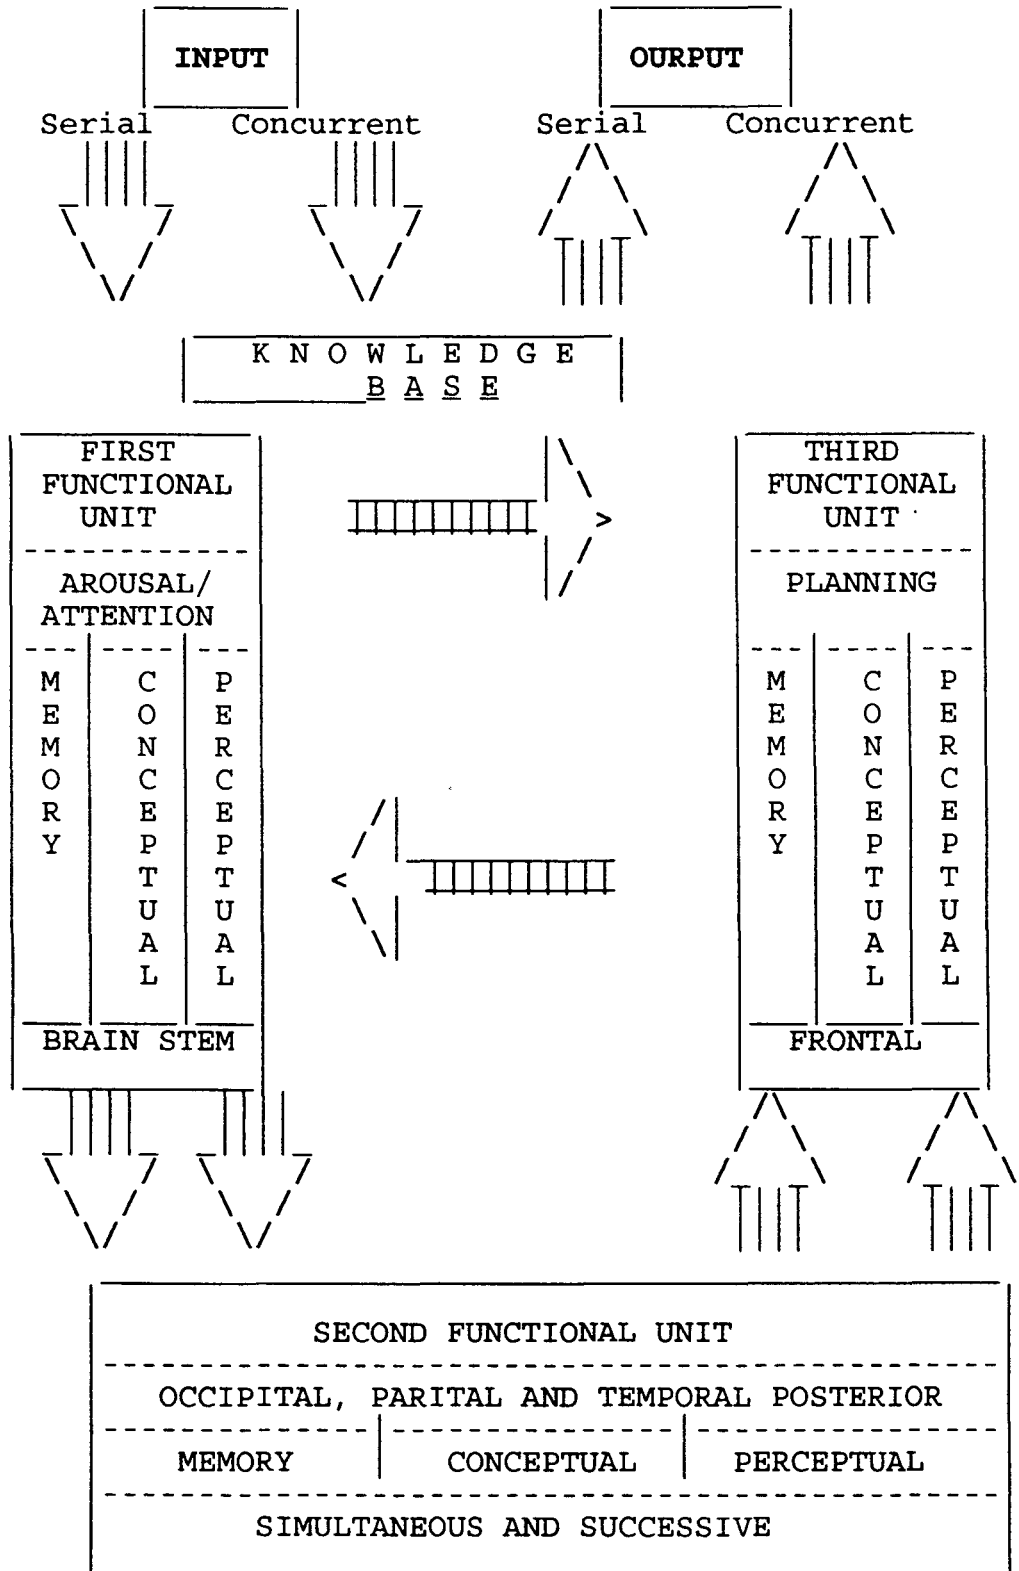 INPUT
OURPUT
Serial Concurrent
Serial Concurrent
K N O W L E D G E
B A S E
FIRST
FUNCTIONAL
UNIT
AROUSAL/
ATTENTION
MEMORY
CONCEPTUAL
PERCEPTUAL
BRAIN STEM
THIRD
FUNCTIONAL
UNIT
PLANNING
MEMORY
CONCEPTUAL
PERCEPTUAL
FRONTAL
SECOND FUNCTIONAL UNIT
OCCIPITAL, PARITAL AND TEMPORAL POSTERIOR
MEMORY CONCEPTUAL PERCEPTUAL
SIMULTANEOUS AND SUCCESSIVE